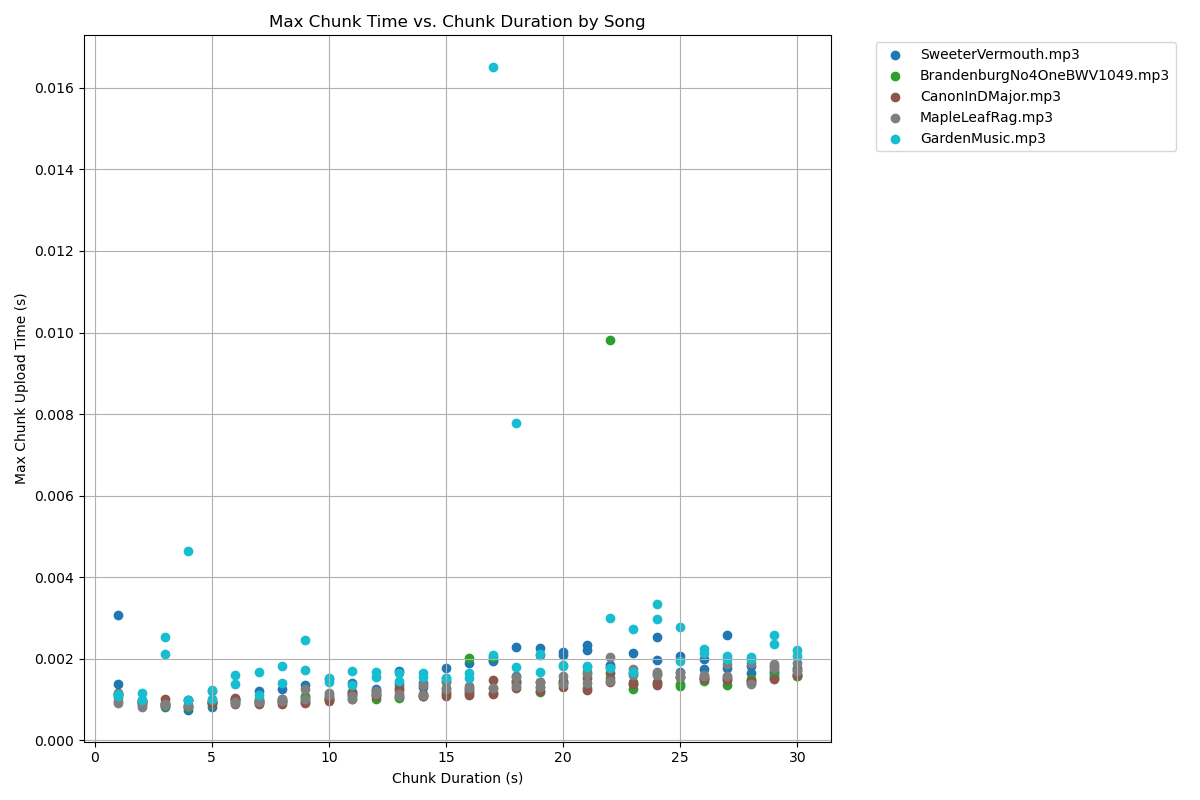 Max Chunk Time vs. Chunk Duration by Song
SweeterVermouth.mp3
BrandenburgNo4OneBWV1049.mp3
CanonInDMajor.mp3
MapleLeafRag.mp3
GardenMusic.mp3
Max Chunk Upload Time (s)
0.016
0.014
0.012
0.010
0.008
0.006
0.004
0.002
0.000
0 5 10 15 20 25 30
Chunk Duration (s)